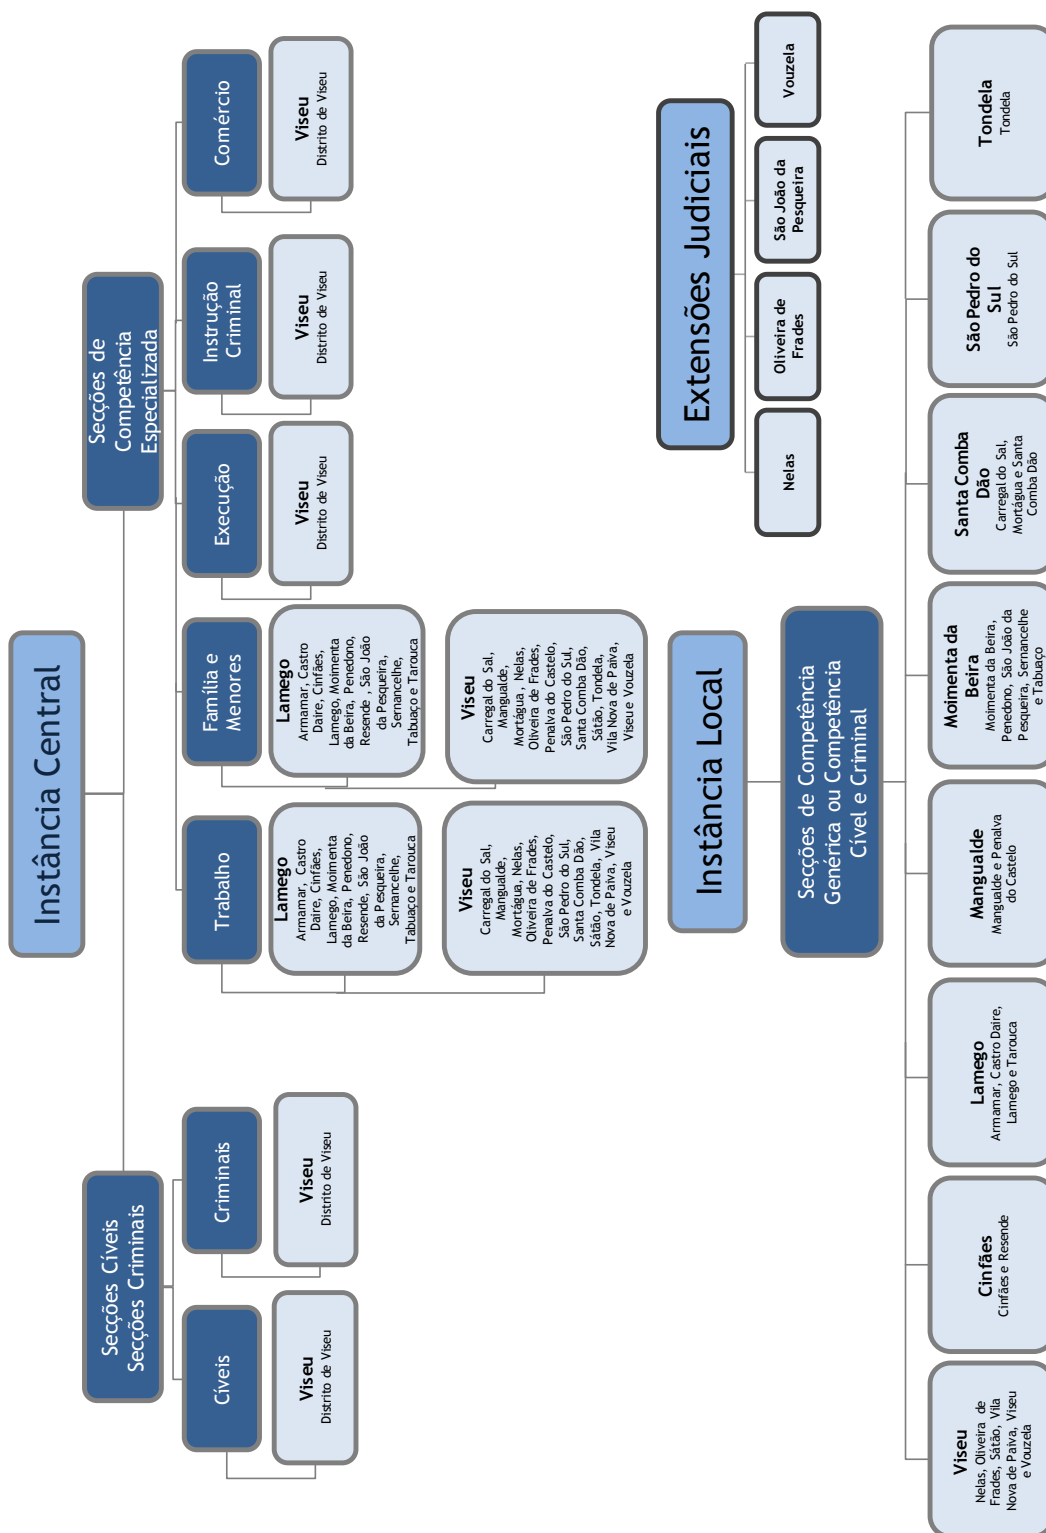 Instância Central
Secções Cíveis
Secções Criminais
Secções de
Competência
Especializada
Cíveis
Viseu
Distrito de Viseu
Criminais
Viseu
Distrito de Viseu
Trabalho
Lamego
Armamar, Castro
Daire, Cinfães,
Lamego, Moimenta
da Beira, Penedono,
Resende, São João
da Pesqueira,
Sernancelhe,
Tabuaço e Tarouca
Viseu
Carregal do Sal,
Mangualde,
Mortágua, Nelas,
Oliveira de Frades,
Penalva do Castelo,
São Pedro do Sul,
Santa Comba Dão,
Sátão, Tondela, Vila
Nova de Paiva, Viseu
e Vouzela
Família e
Menores
Lamego
Armamar, Castro
Daire, Cinfães,
Lamego, Moimenta
da Beira, Penedono,
Resende , São João
da Pesqueira,
Sernancelhe,
Tabuaço e Tarouca
Viseu
Carregal do Sal,
Mangualde,
Mortágua , Nelas,
Oliveira de Frades,
Penalva do Castelo,
São Pedro do Sul,
Santa Comba Dão,
Sátão, Tondela,
Vila Nova de Paiva,
Viseu e Vouzela
Execução
Viseu
Distrito de Viseu
Instrução
Criminal
Viseu
Distrito de Viseu
Comércio
Viseu
Distrito de Viseu
Instância Local
Secções de Competência
Genérica ou Competência
Cível e Criminal
Viseu
Nelas, Oliveira de
Frades, Sátão, Vila
Nova de Paiva, Viseu
e Vouzela
Cinfães
Cinfães e Resende
Lamego
Armamar, Castro Daire,
Lamego e Tarouca
Mangualde
Mangualde e Penalva
do Castelo
Moimenta da
Beira
Moimenta da Beira,
Penedono, São João da
Pesqueira, Sernancelhe
e Tabuaço
Santa Comba
Dão
Carregal do Sal,
Mortágua e Santa
Comba Dão
São Pedro do
Sul
São Pedro do Sul
Tondela
Tondela
Extensões Judiciais
Nelas
Oliveira de
Frades
São João da
Pesqueira
Vouzela